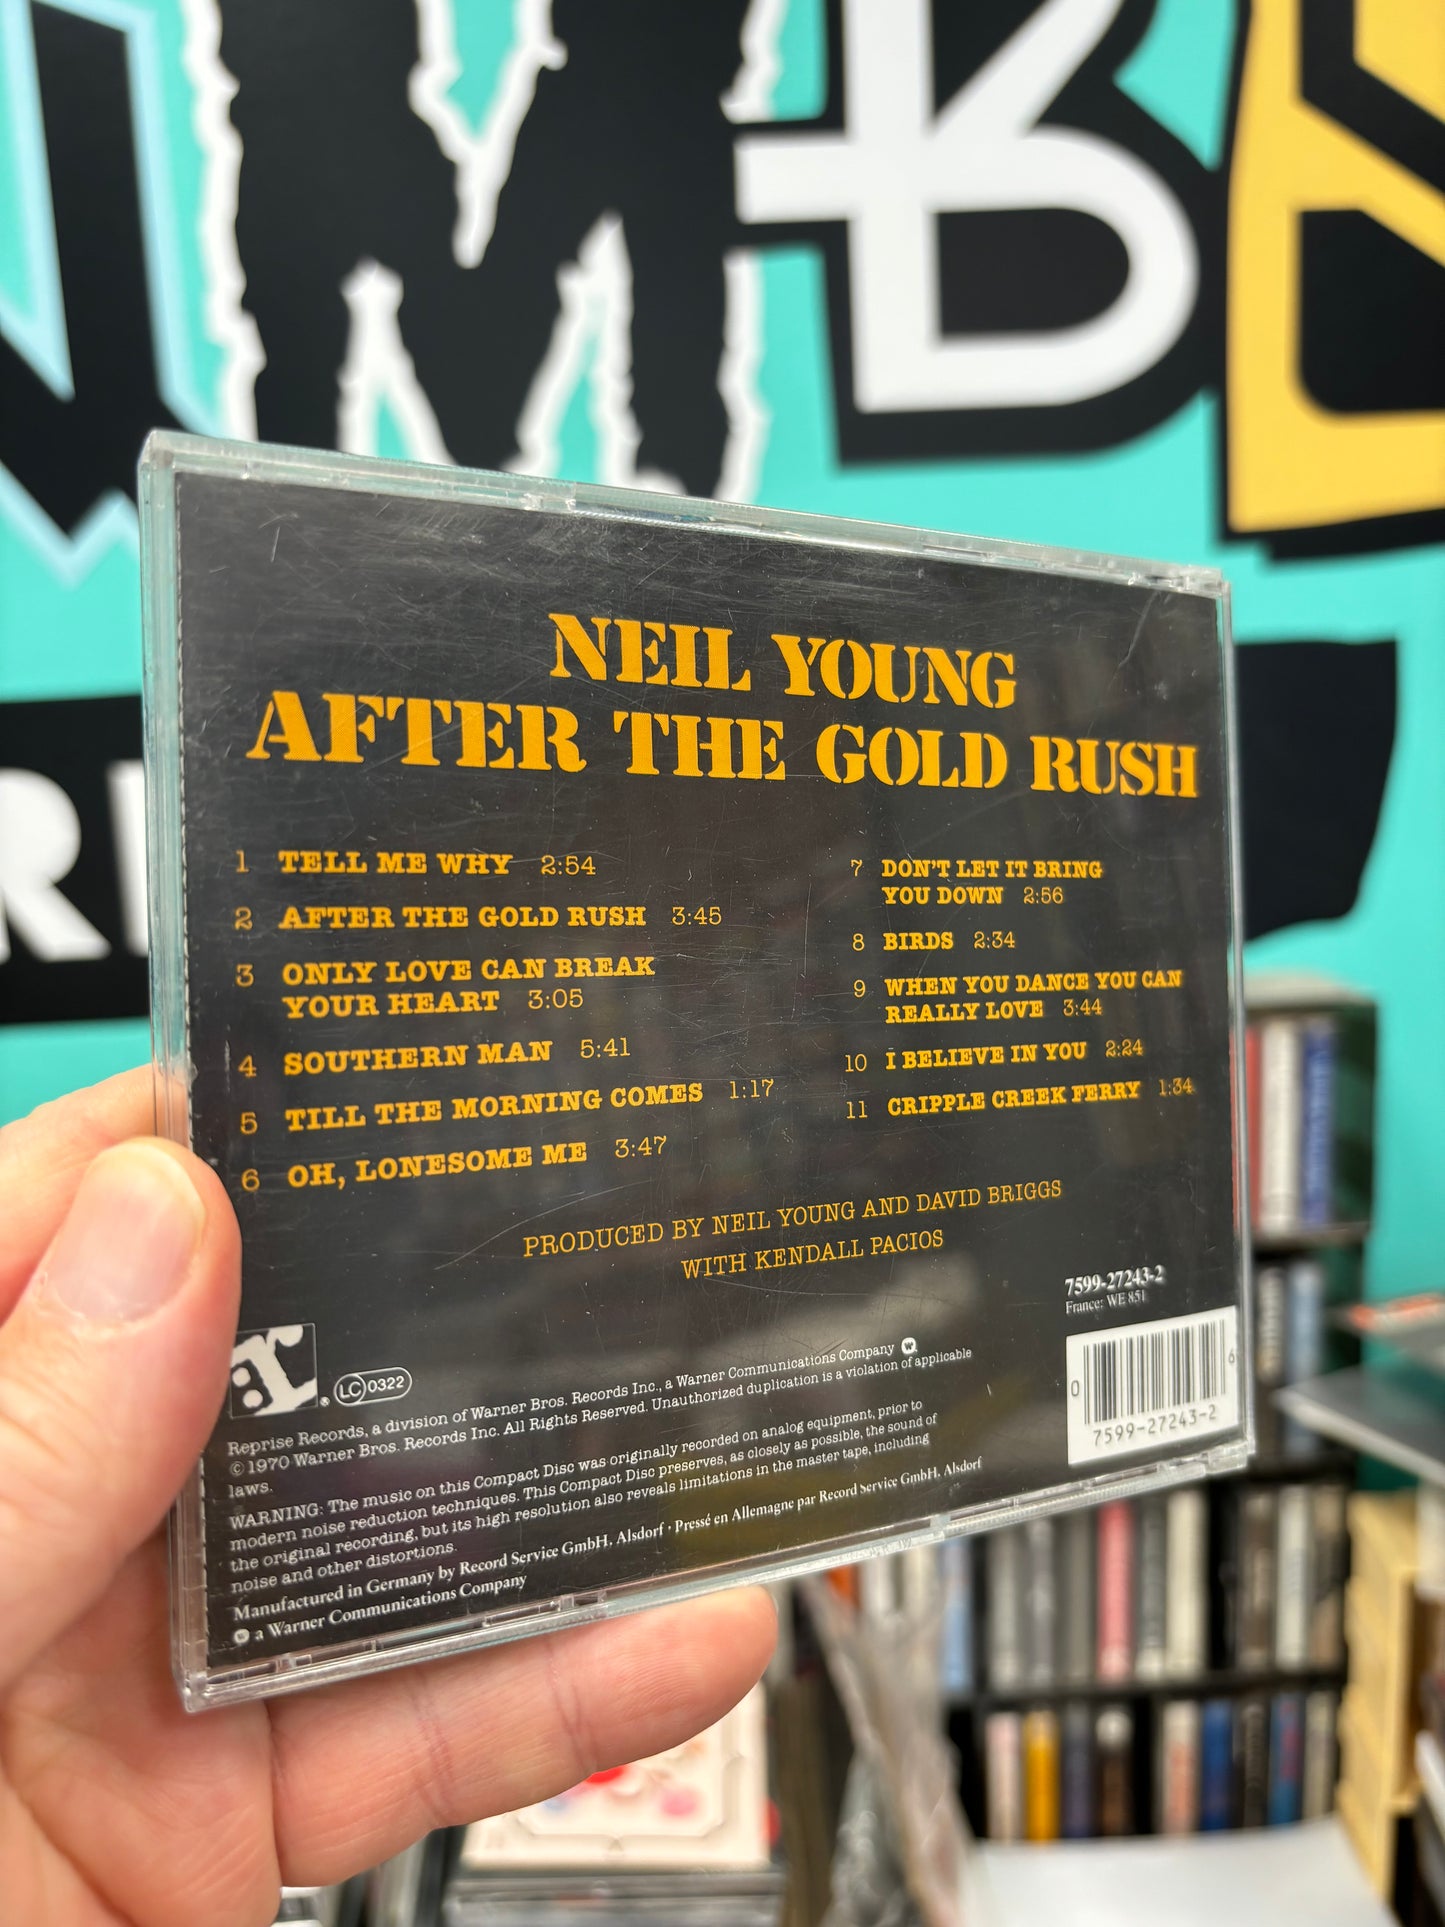 NEIL YOUNG
AFTER THE GOLD RUSH
1 TELL ME WHY 2:54
2 AFTER THE GOLD RUSH 3:45
3 ONLY LOVE CAN BREAK
YOUR HEART 3:05
4 SOUTHERN MAN 5:41
5 TILL THE MORNING COMES 1:17
6 OH, LONESOME ME 3:47
7 DON'T LET IT BRING
YOU DOWN 2:56
8 BIRDS 2:34
9 WHEN YOU DANCE YOU CAN
REALLY LOVE 3:44
10 I BELIEVE IN YOU 2:24
11 CRIPPLE CREEK FERRY 1:34
PRODUCED BY NEIL YOUNG AND DAVID BRIGGS
WITH KENDALL PACIOS
7599-27243-2
France: WE 851
r ® LC 0322
Reprise Records, a division of Warner Bros. Records Inc., a Warner Communications Company
© 1970 Warner Bros. Records Inc. All Rights Reserved. Unauthorized duplication is a violation of applicable
laws.
WARNING: The music on this Compact Disc was originally recorded on analog equipment, prior to
modern noise reduction techniques. This Compact Disc preserves, as closely as possible, the sound of
the original recording, but its high resolution also reveals limitations in the master tape, including
noise and other distortions.
Manufactured in Germany by Record Service GmbH, Alsdorf · Pressé en Allemagne par Record Service GmbH, Alsdorf
a Warner Communications Company
0 6
7599-27243-2